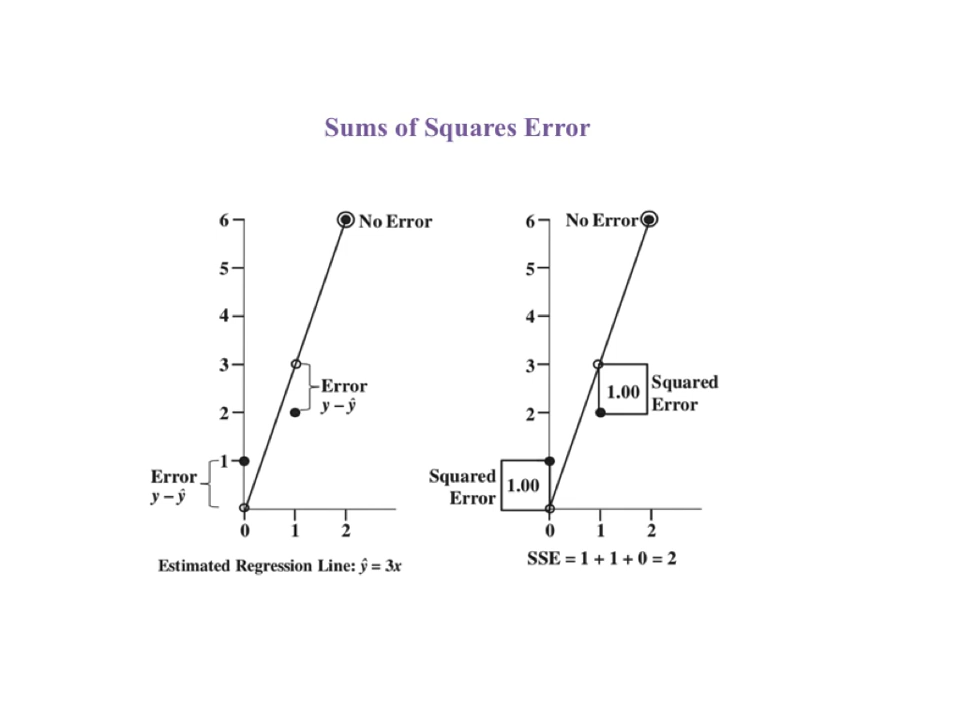 Sums of Squares Error
6
No Error
5
4
3
Error
y – ŷ
2
1
Error
y – ŷ
0 1 2
Estimated Regression Line: ŷ = 3x
6
No Error
5
4
3
1.00
Squared
Error
2
Squared
Error
1.00
0 1 2
SSE = 1 + 1 + 0 = 2